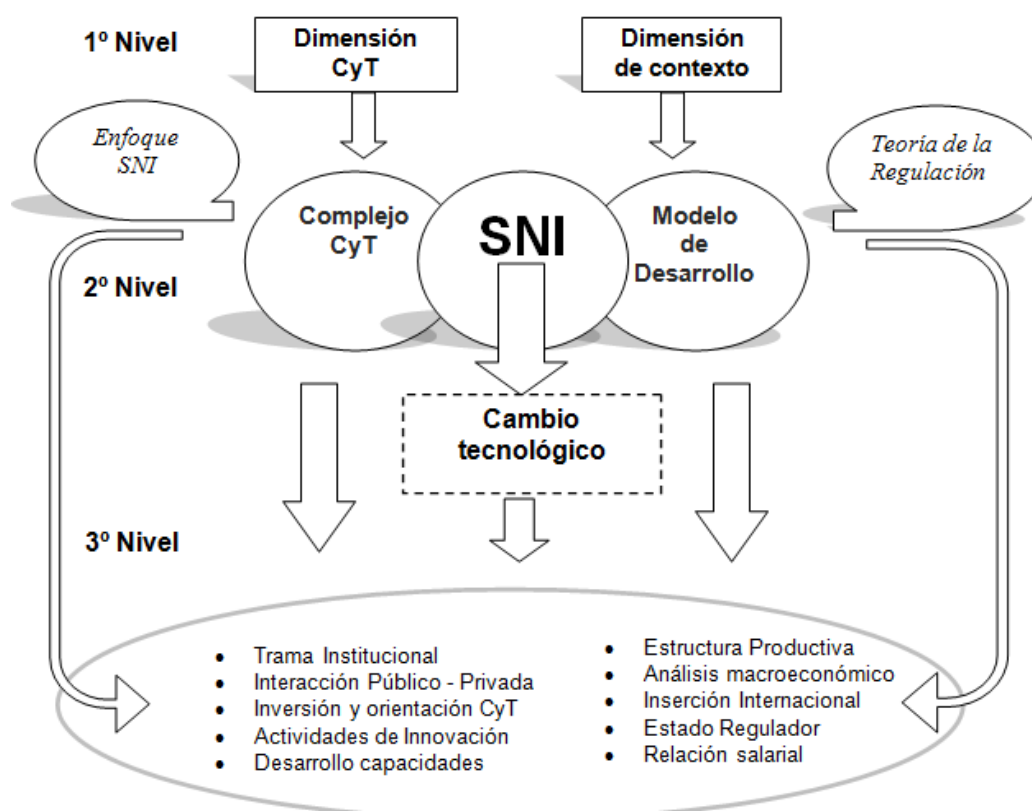 1º Nivel
Dimensión
CyT
Dimensión
de contexto
Enfoque
SNI
Teoría de la
Regulación
Complejo
CyT
SNI
Modelo
de
Desarrollo
2º Nivel
Cambio
tecnológico
3º Nivel
• Trama Institucional
• Interacción Público - Privada
• Inversión y orientación CyT
• Actividades de Innovación
• Desarrollo capacidades
• Estructura Productiva
• Análisis macroeconómico
• Inserción Internacional
• Estado Regulador
• Relación salarial